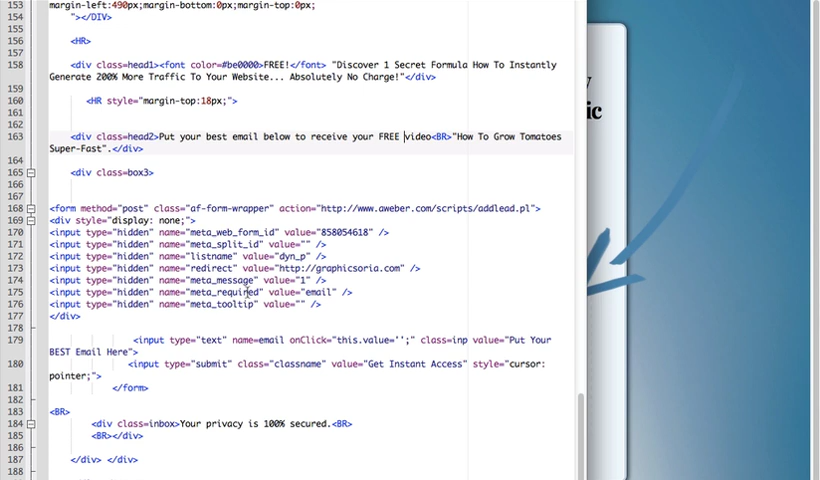 153 margin-left:490px;margin-bottom:0px;margin-top:0px;
154 "></DIV>
155
156 <HR>
157
158 <div class=head1><font color=#be0000>FREE!</font> "Discover 1 Secret Formula How To Instantly
Generate 200% More Traffic To Your Website... Absolutely No Charge!"</div>
159
160 <HR style="margin-top:18px;">
161
162
163 <div class=head2>Put your best email below to receive your FREE video<BR>"How To Grow Tomatoes
Super-Fast".</div>
164
165 <div class=box3>
166
167
168 <form method="post" class="af-form-wrapper" action="http://www.aweber.com/scripts/addlead.pl">
169 <div style="display: none;">
170 <input type="hidden" name="meta_web_form_id" value="858054618" />
171 <input type="hidden" name="meta_split_id" value="" />
172 <input type="hidden" name="listname" value="dyn_p" />
173 <input type="hidden" name="redirect" value="http://graphicsoria.com" />
174 <input type="hidden" name="meta_message" value="1" />
175 <input type="hidden" name="meta_required" value="email" />
176 <input type="hidden" name="meta_tooltip" value="" />
177 </div>
178
179 <input type="text" name=email onClick="this.value='';" class=inp value="Put Your
BEST Email Here">
180 <input type="submit" class="classname" value="Get Instant Access" style="cursor:
pointer;">
181 </form>
182
183 <BR>
184 <div class=inbox>Your privacy is 100% secured.<BR>
185 <BR></div>
186
187 </div> </div>
188
y
ic